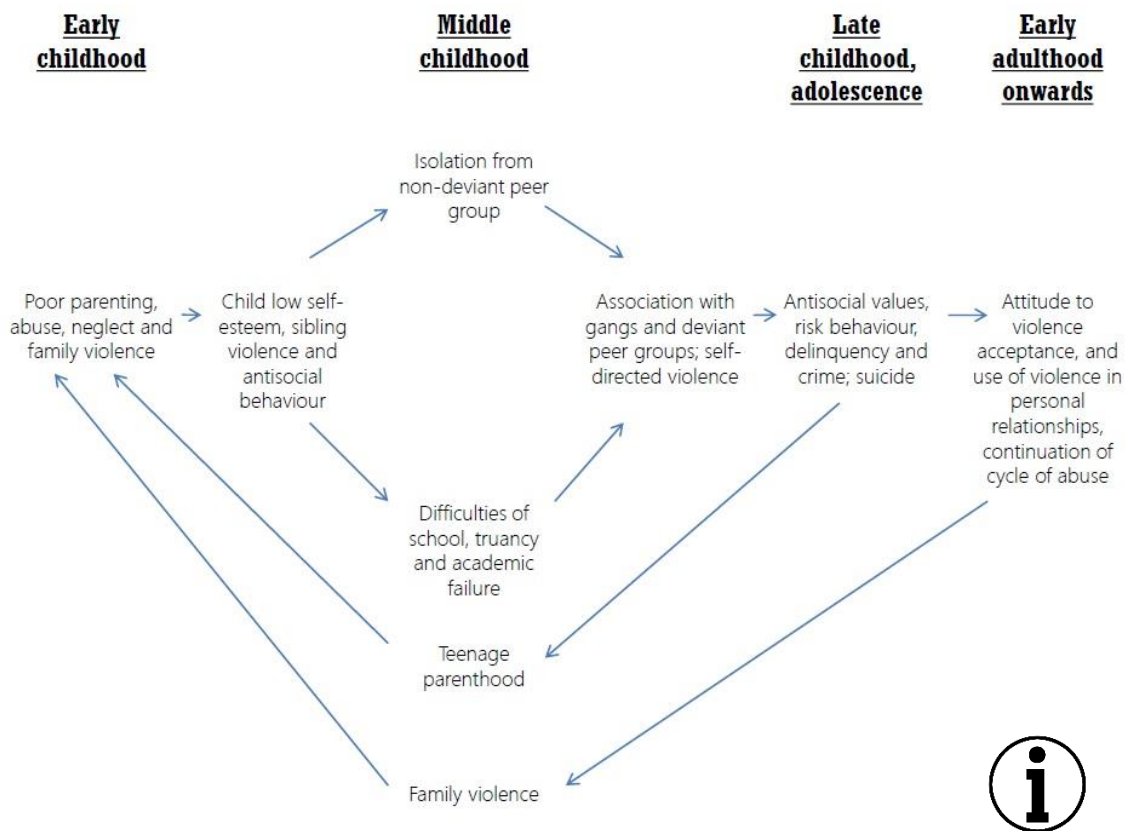 Early
childhood
Middle
childhood
Late
childhood,
adolescence
Early
adulthood
onwards
Isolation from
non-deviant peer
group
Poor parenting,
abuse, neglect and
family violence
Child low self-
esteem, sibling
violence and
antisocial
behaviour
Association with
gangs and deviant
peer groups; self-
directed violence
Antisocial values,
risk behaviour,
delinquency and
crime; suicide
Attitude to
violence
acceptance, and
use of violence in
personal
relationships,
continuation of
cycle of abuse
Difficulties of
school, truancy
and academic
failure
Teenage
parenthood
Family violence
i